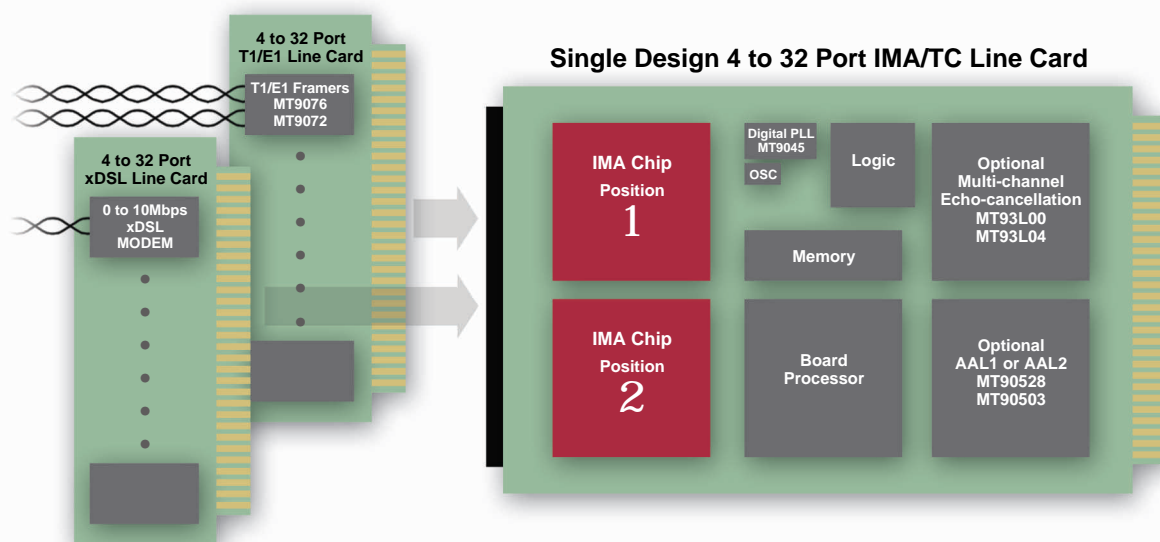 4 to 32 Port
T1/E1 Line Card
T1/E1 Framers
MT9076
MT9072
4 to 32 Port
xDSL Line Card
0 to 10Mbps
xDSL
MODEM
Single Design 4 to 32 Port IMA/TC Line Card
IMA Chip
Position
1
Digital PLL
MT9045
OSC
Logic
Optional
Multi-channel
Echo-cancellation
MT93L00
MT93L04
Memory
IMA Chip
Position
2
Board
Processor
Optional
AAL1 or AAL2
MT90528
MT90503